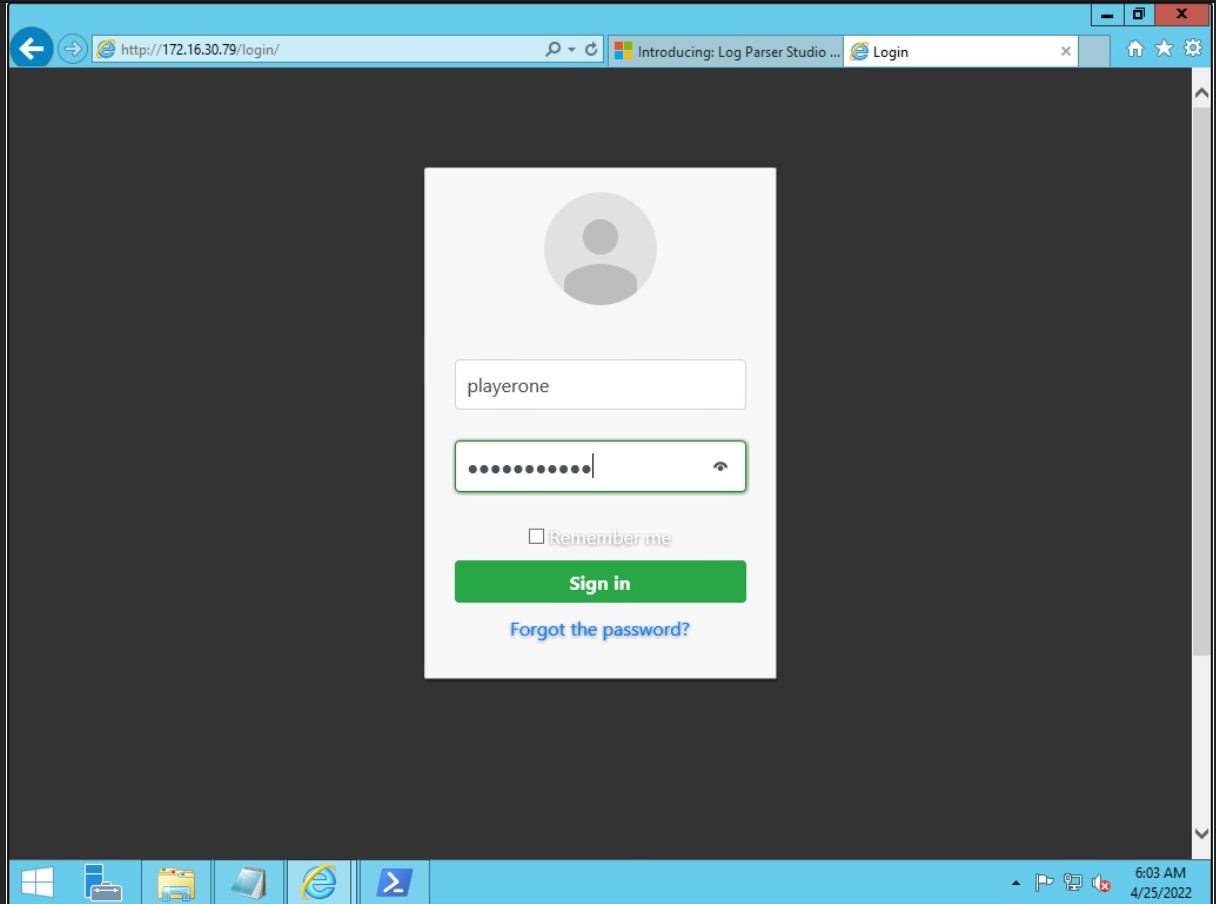 http://172.16.30.79/login/
Introducing: Log Parser Studio ...
Login
playerone
Remember me
Sign in
Forgot the password?
6:03 AM
4/25/2022